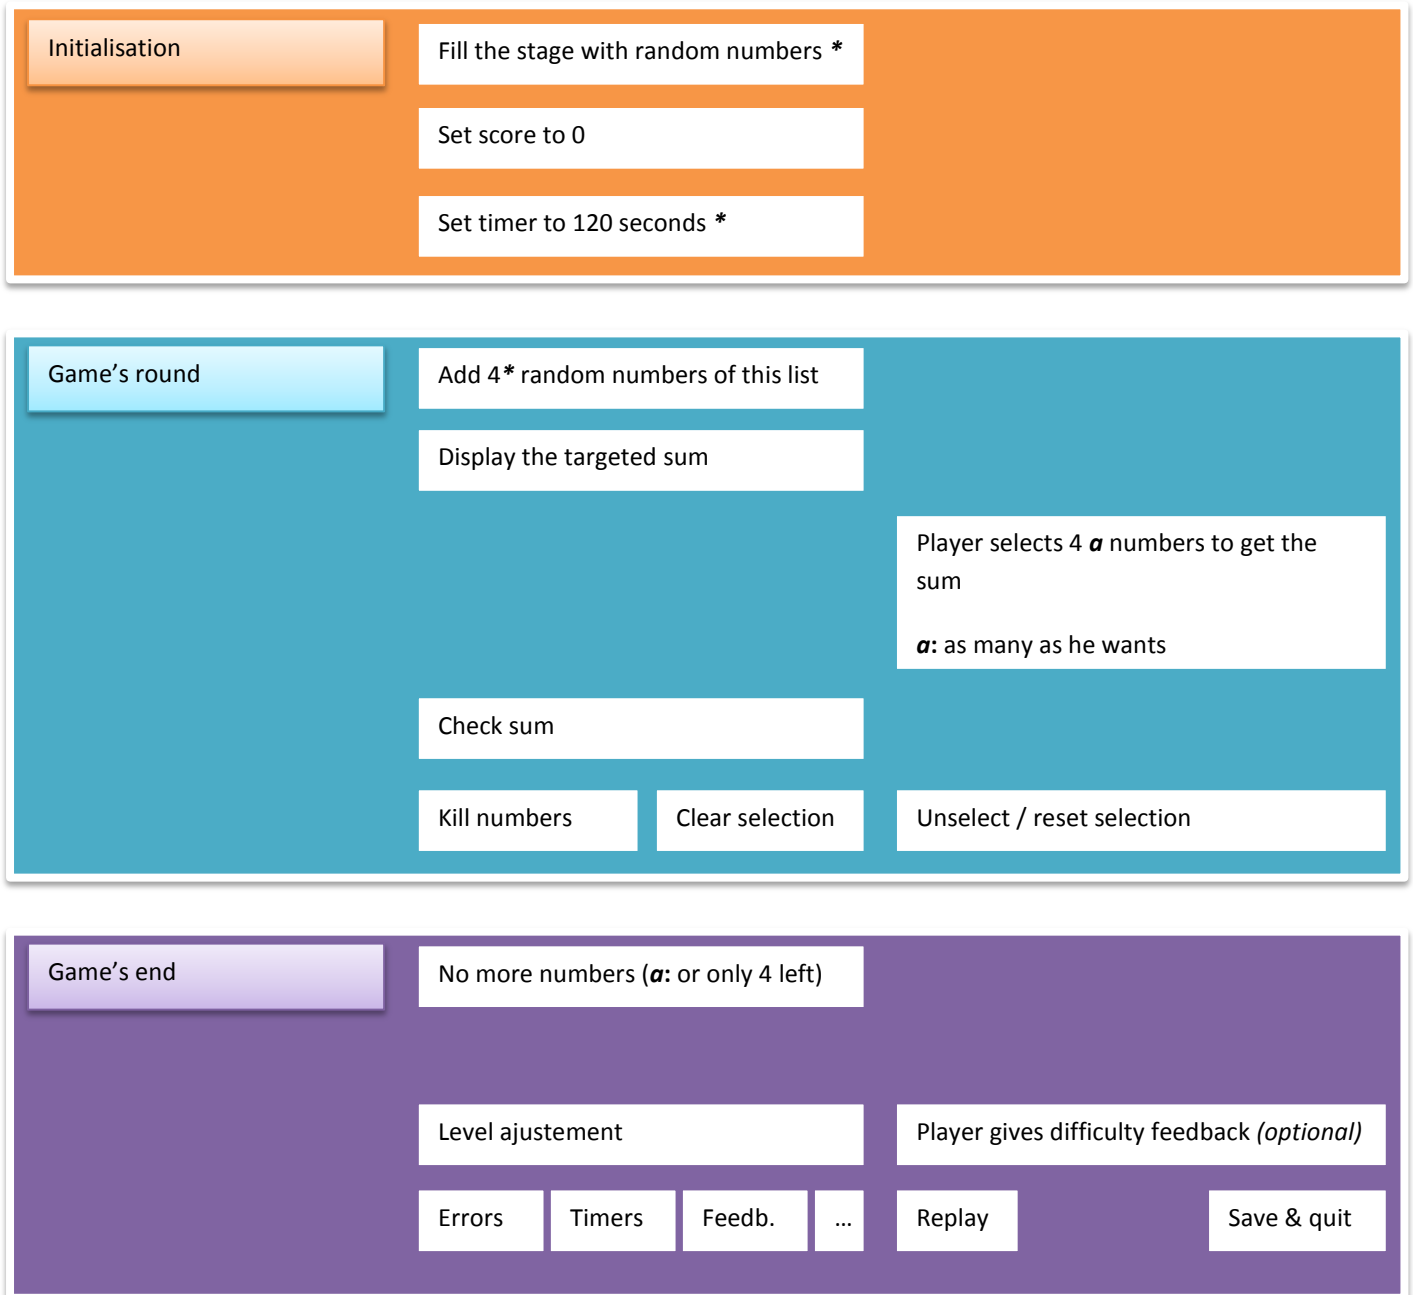 Initialisation
Fill the stage with random numbers *
Set score to 0
Set timer to 120 seconds *
Game’s round
Add 4* random numbers of this list
Display the targeted sum
Player selects 4 a numbers to get the
sum
a: as many as he wants
Check sum
Kill numbers
Clear selection
Unselect / reset selection
Game’s end
No more numbers (a: or only 4 left)
Level ajustement
Player gives difficulty feedback (optional)
Errors
Timers
Feedb.
...
Replay
Save & quit